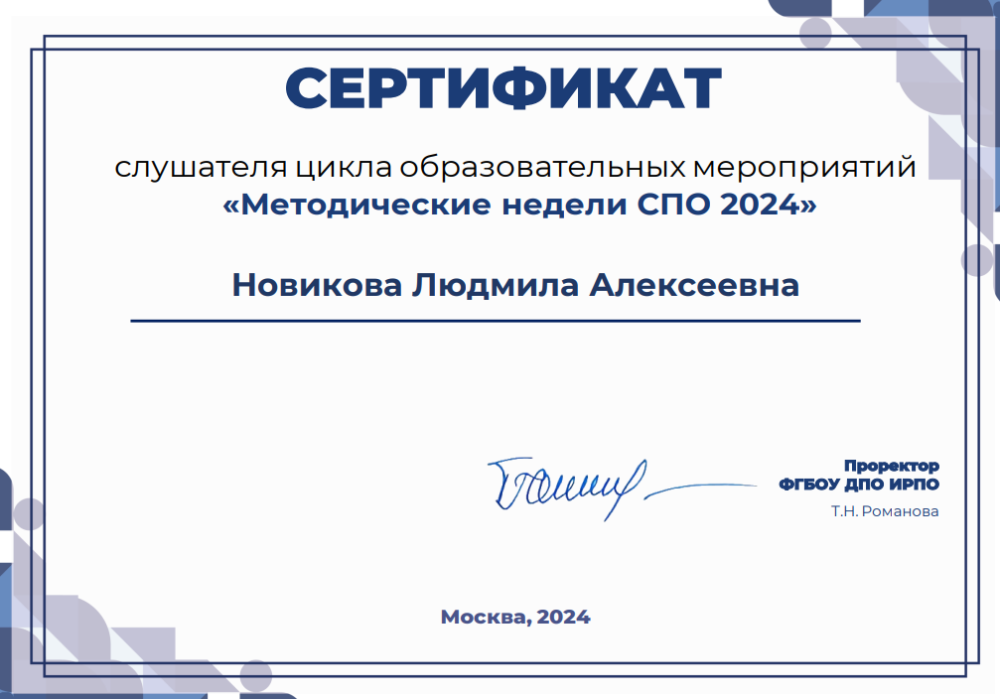 СЕРТИФИКАТ
слушателя цикла образовательных мероприятий
«Методические недели СПО 2024»
Новикова Людмила Алексеевна
Проректор
ФГБОУ ДПО ИРПО
Т.Н. Романова
Москва, 2024